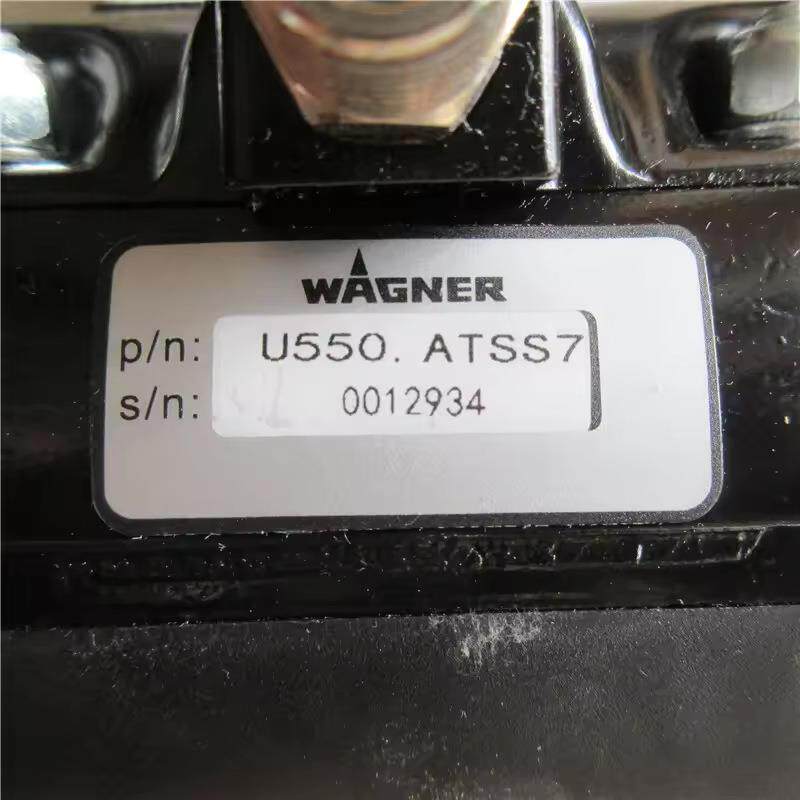 WAGNER
p/n: U550. ATSS7
s/n: 0012934